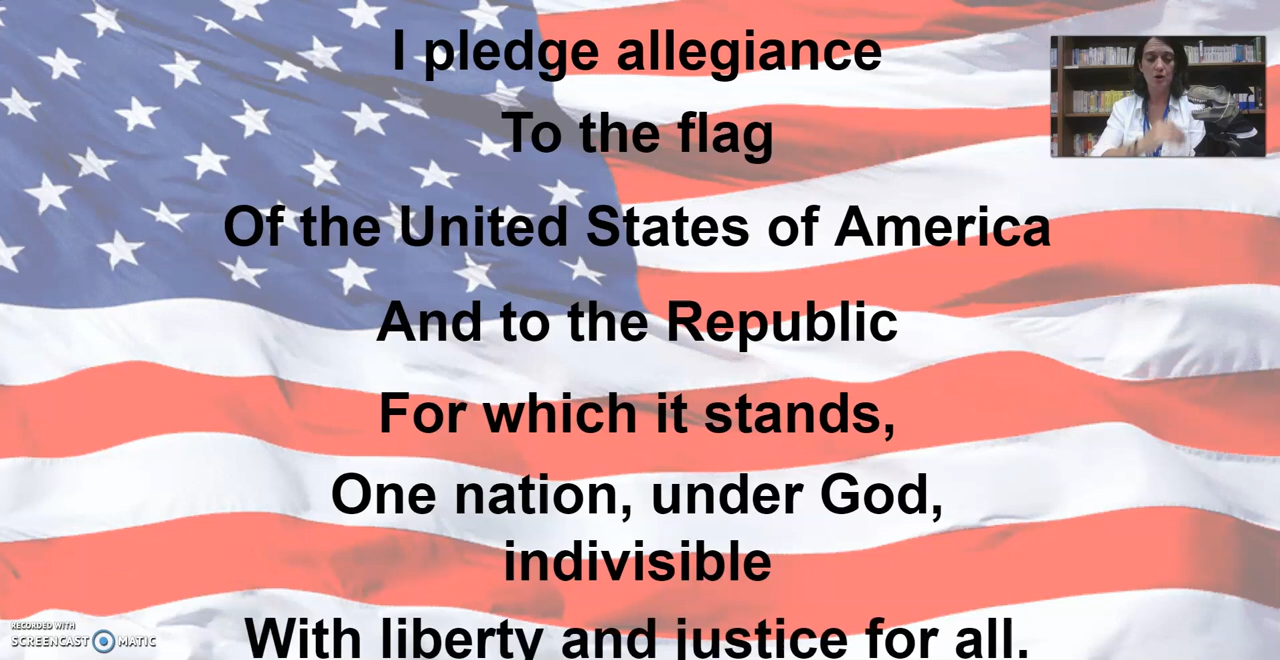 I pledge allegiance
To the flag
Of the United States of America
And to the Republic
For which it stands,
One nation, under God,
indivisible
With liberty and justice for all.
RECORDED WITH
SCREENCAST MATIC